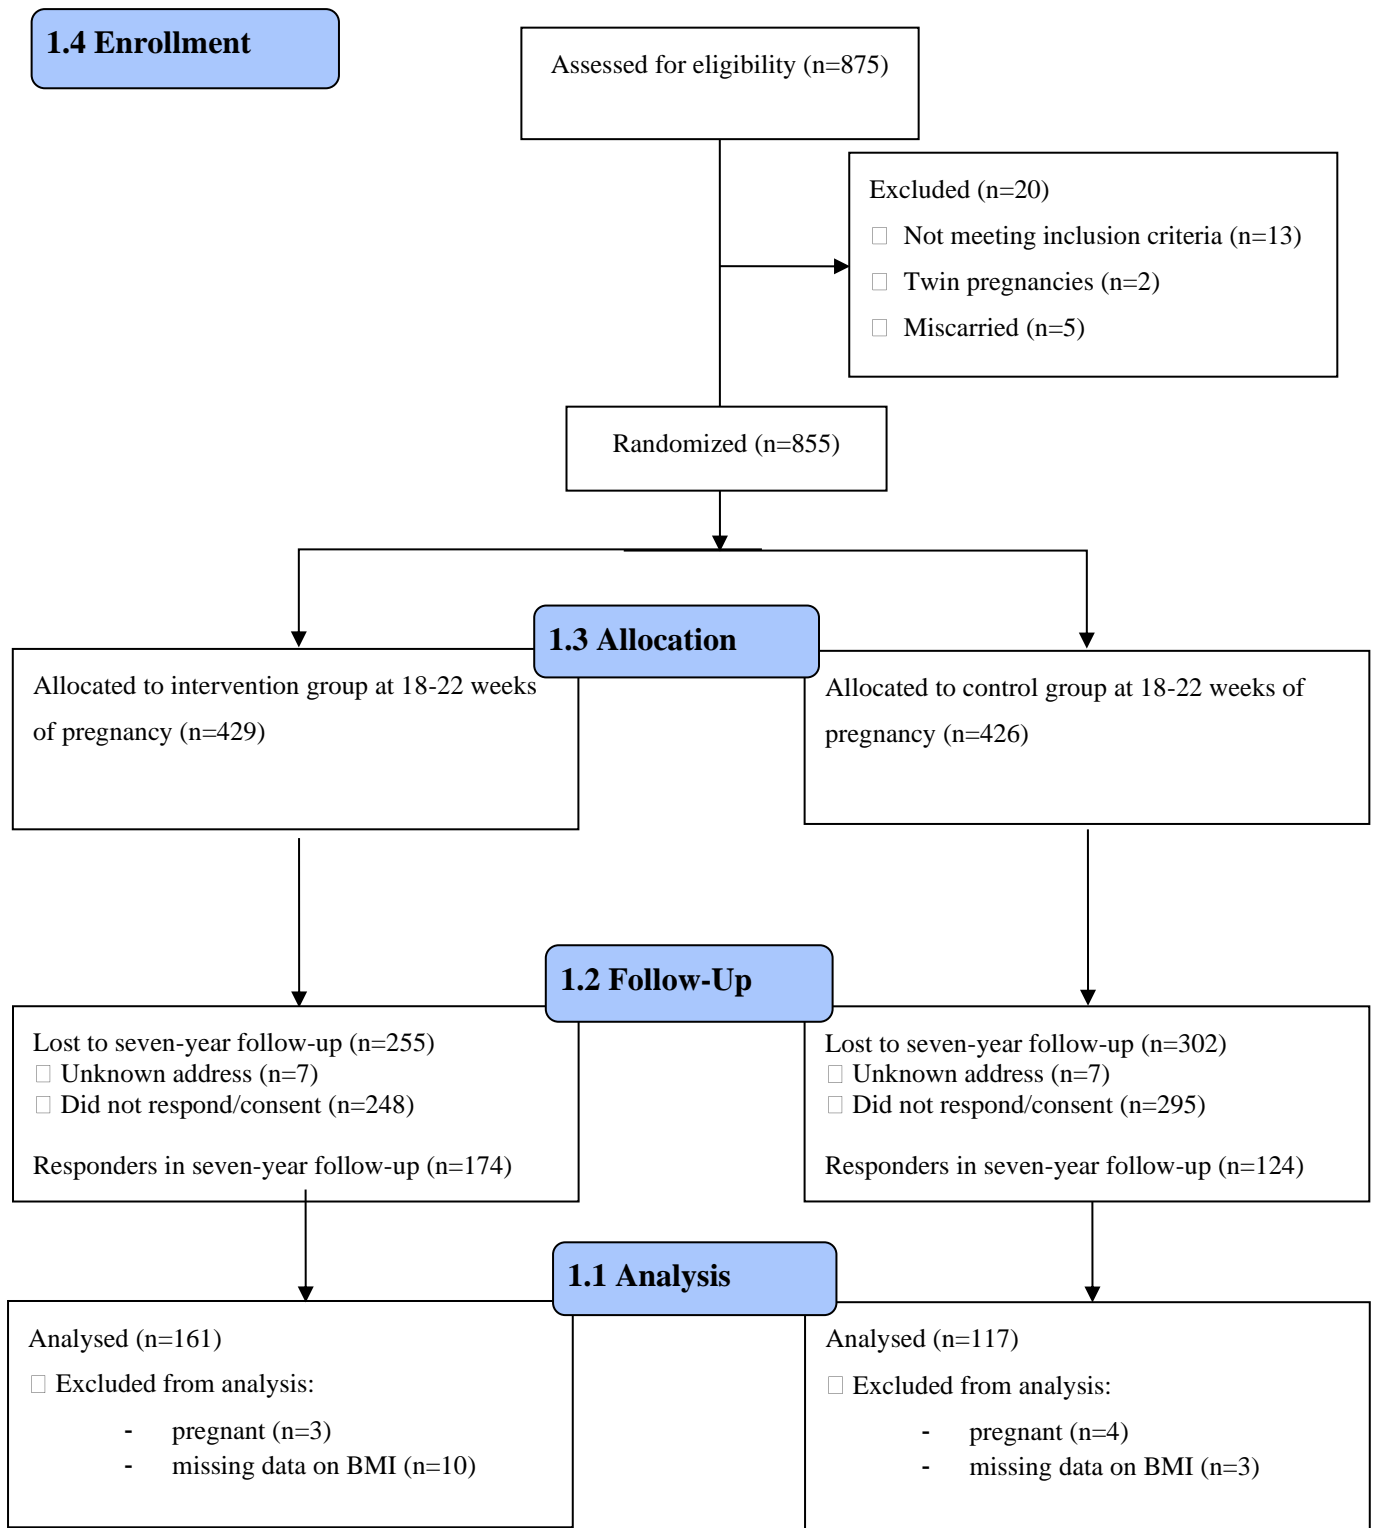 1.4 Enrollment
Assessed for eligibility (n=875)
Excluded (n=20)
□ Not meeting inclusion criteria (n=13)
□ Twin pregnancies (n=2)
□ Miscarried (n=5)
Randomized (n=855)
1.3 Allocation
Allocated to intervention group at 18-22 weeks
of pregnancy (n=429)
Allocated to control group at 18-22 weeks of
pregnancy (n=426)
1.2 Follow-Up
Lost to seven-year follow-up (n=255)
□ Unknown address (n=7)
□ Did not respond/consent (n=248)
Responders in seven-year follow-up (n=174)
Lost to seven-year follow-up (n=302)
□ Unknown address (n=7)
□ Did not respond/consent (n=295)
Responders in seven-year follow-up (n=124)
1.1 Analysis
Analysed (n=161)
□ Excluded from analysis:
- pregnant (n=3)
- missing data on BMI (n=10)
Analysed (n=117)
□ Excluded from analysis:
- pregnant (n=4)
- missing data on BMI (n=3)